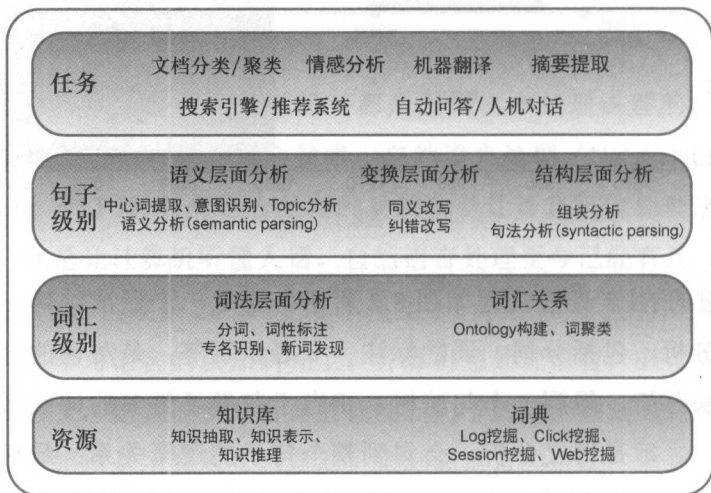 任务
文档分类/聚类 情感分析 机器翻译 摘要提取
搜索引擎/推荐系统 自动问答/人机对话
句子
级别
语义层面分析 变换层面分析 结构层面分析
中心词提取、意图识别、Topic分析 同义改写 组块分析
语义分析(semantic parsing) 纠错改写 句法分析(syntactic parsing)
词汇
级别
词法层面分析 词汇关系
分词、词性标注 Ontology构建、词聚类
专名识别、新词发现
资源
知识库 词典
知识抽取、知识表示、 Log挖掘、Click挖掘、
知识推理 Session挖掘、Web挖掘